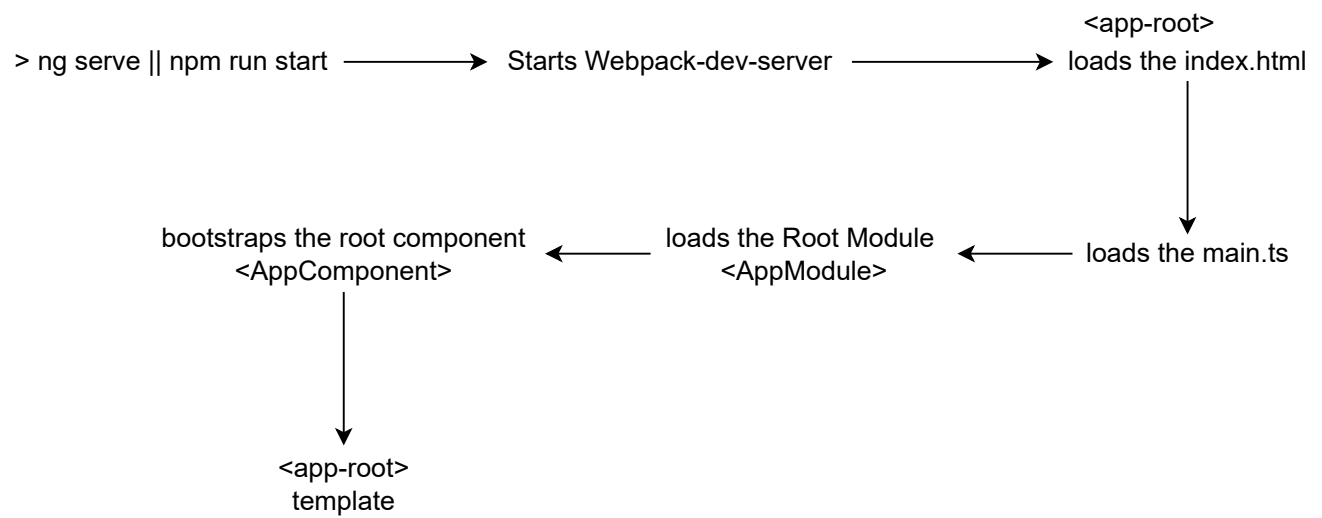 <app-root>
> ng serve || npm run start
Starts Webpack-dev-server
loads the index.html
bootstraps the root component
<AppComponent>
loads the Root Module
<AppModule>
loads the main.ts
<app-root>
template